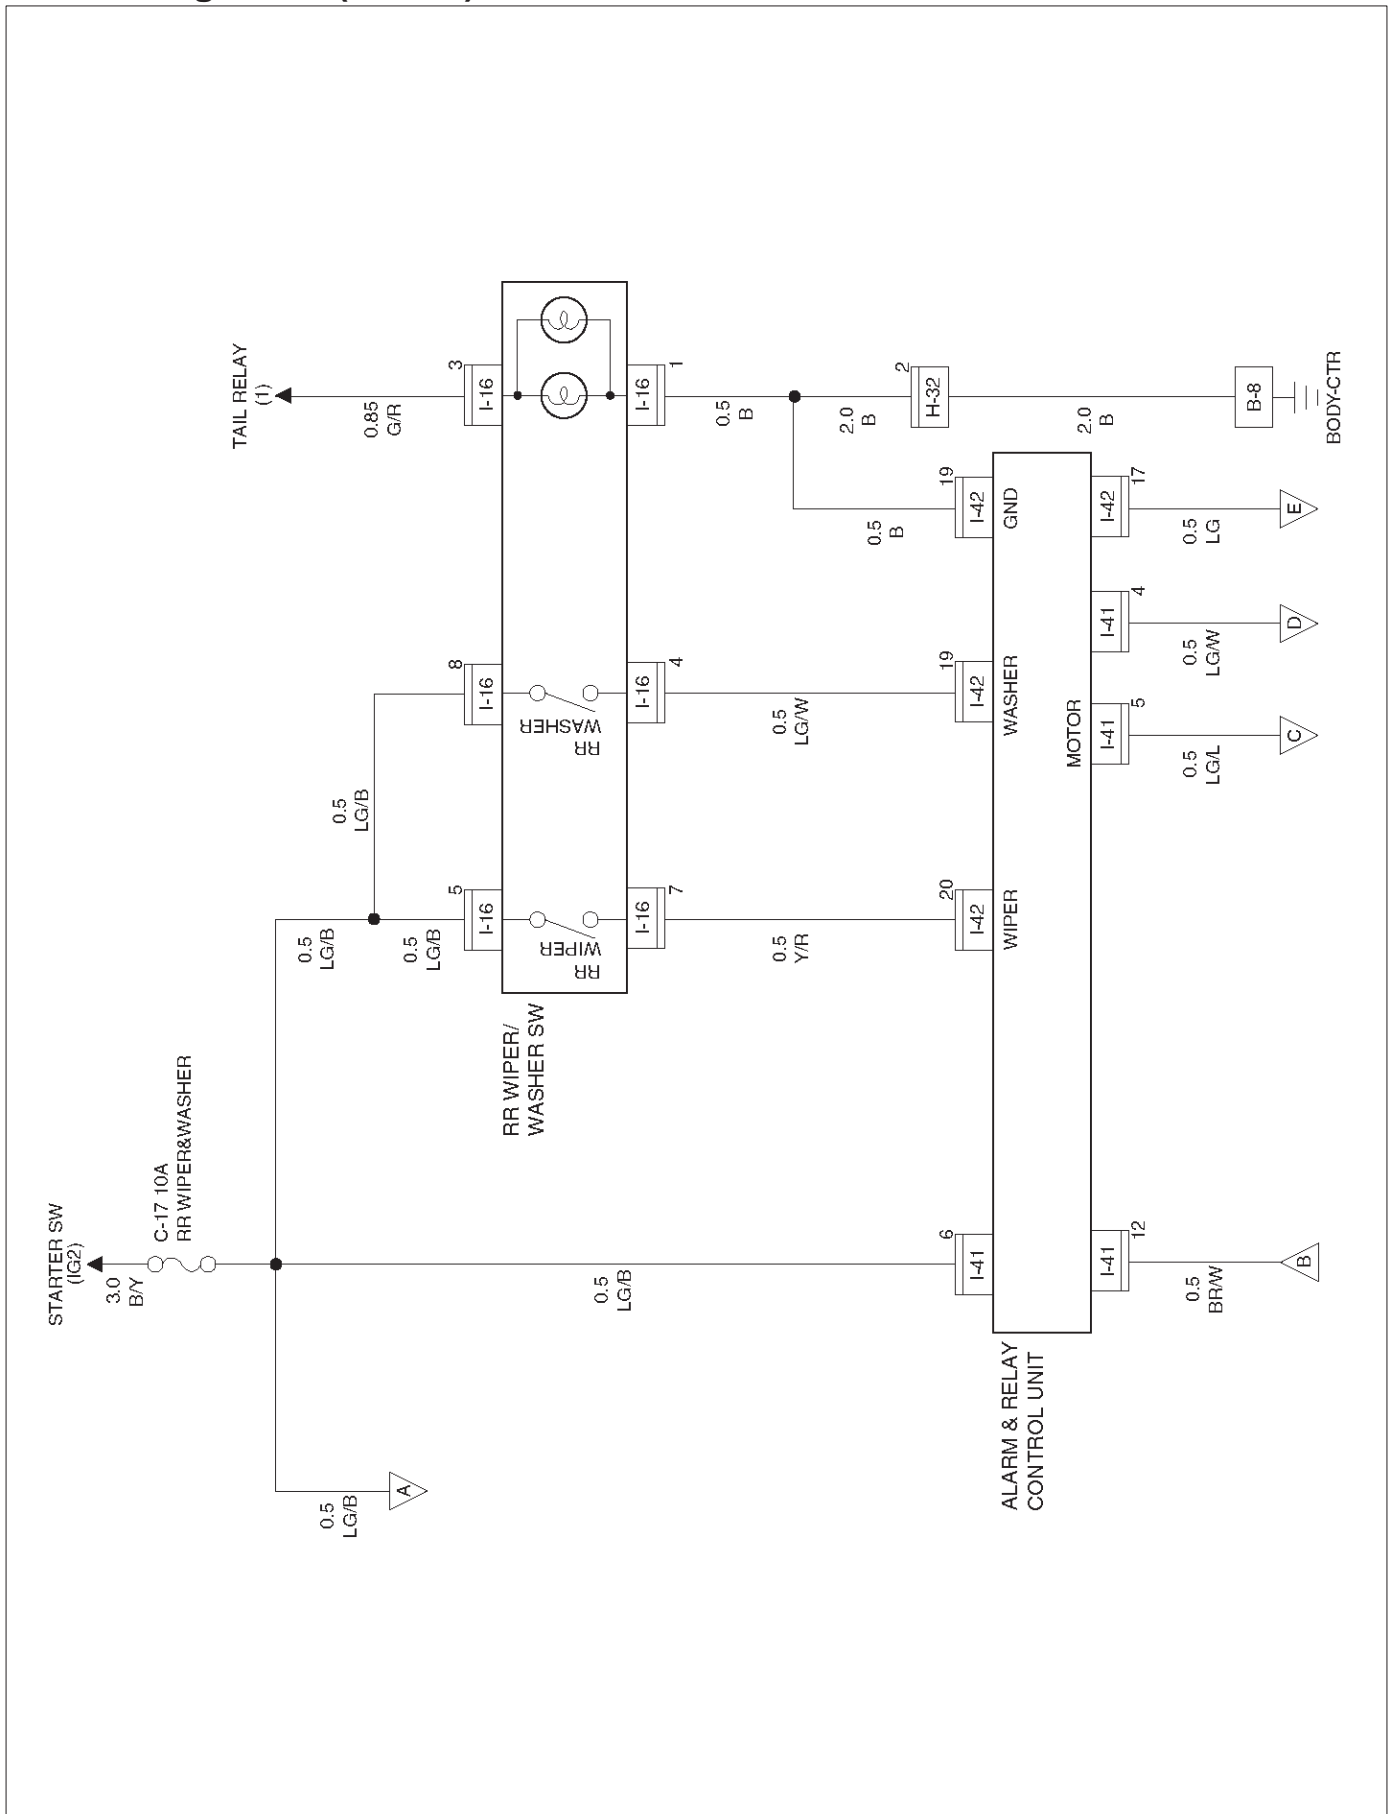 STARTER SW
(IG2)
3.0
B/Y
C-17 10A
RR WIPER&WASHER
0.5
LG/B
A
0.5
LG/B
0.5
LG/B
0.5
LG/B
0.5
LG/B
TAIL RELAY
(1)
0.85
G/R
RR WIPER/
WASHER SW
5
I-16
8
I-16
3
I-16
RR
WIPER
RR
WASHER
I-16
7
I-16
4
I-16
1
0.5
Y/R
0.5
LG/W
0.5
B
0.5
B
2.0
B
2
H-32
2.0
B
B-8
BODY-CTR
ALARM & RELAY
CONTROL UNIT
6
I-41
20
I-42
19
I-42
19
I-42
WIPER
WASHER
GND
MOTOR
I-41
12
I-41
5
I-41
4
I-42
17
0.5
BR/W
0.5
LG/L
0.5
LG/W
0.5
LG
B
C
D
E